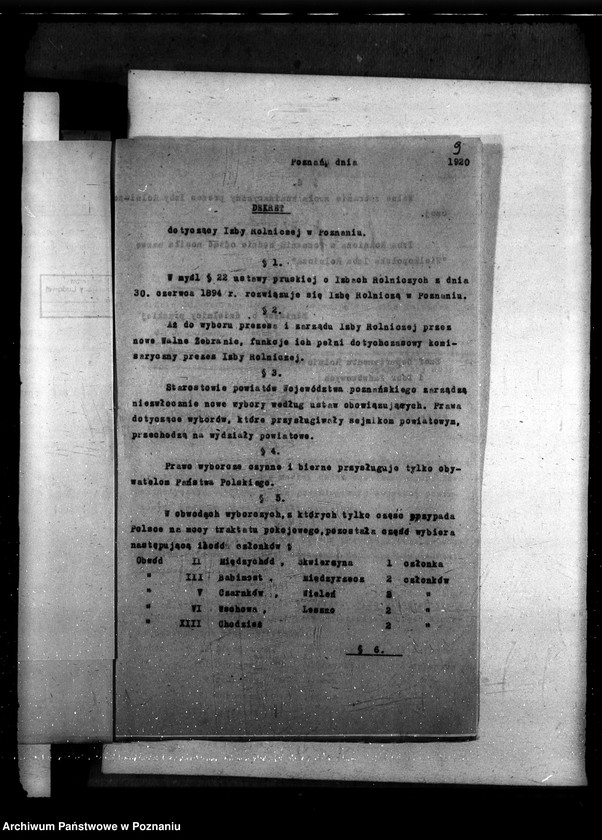 9
Poznań, dnia 1920
DEKRET
dotyczący Izby Rolniczej w Poznaniu.
§ 1.
W myśl § 22 ustawy pruskiej o Izbach Rolniczych z dnia
30. czerwca 1894 r. rozwiązuje się Izbę Rolniczą w Poznaniu.
§ 2.
Aż do wyboru prezesa i zarządu Izby Rolniczej przez
nowe Walne Zebranie, funkcje ich pełni dotychczasowy komi-
saryczny prezes Izby Rolniczej.
§ 3.
Starostowie powiatów Województwa poznańskiego zarządzą
niezwłocznie nowe wybory według ustaw obowiązujących. Prawa
dotyczące wyborów, które przysługiwały sejmikom powiatowym,
przechodzą na wydziały powiatowe.
§ 4.
Prawo wyborcze czynne i bierne przysługuje tylko oby-
watelom Państwa Polskiego.
§ 5.
W obwodach wyborczych, z których tylko część przypada
Polsce na mocy traktatu pokojowego, pozostała część wybiera
następującą ilość członków :
Obwód II Międzychód, Skwierzyna 1 członka
" III Babimost, Międzyrzecz 2 członków
" V Czarnków, Wieleń 2 "
" VI Wschowa, Leszno 2 "
" XIII Chodzież 2 "
§ 6.
Archiwum Państwowe w Poznaniu